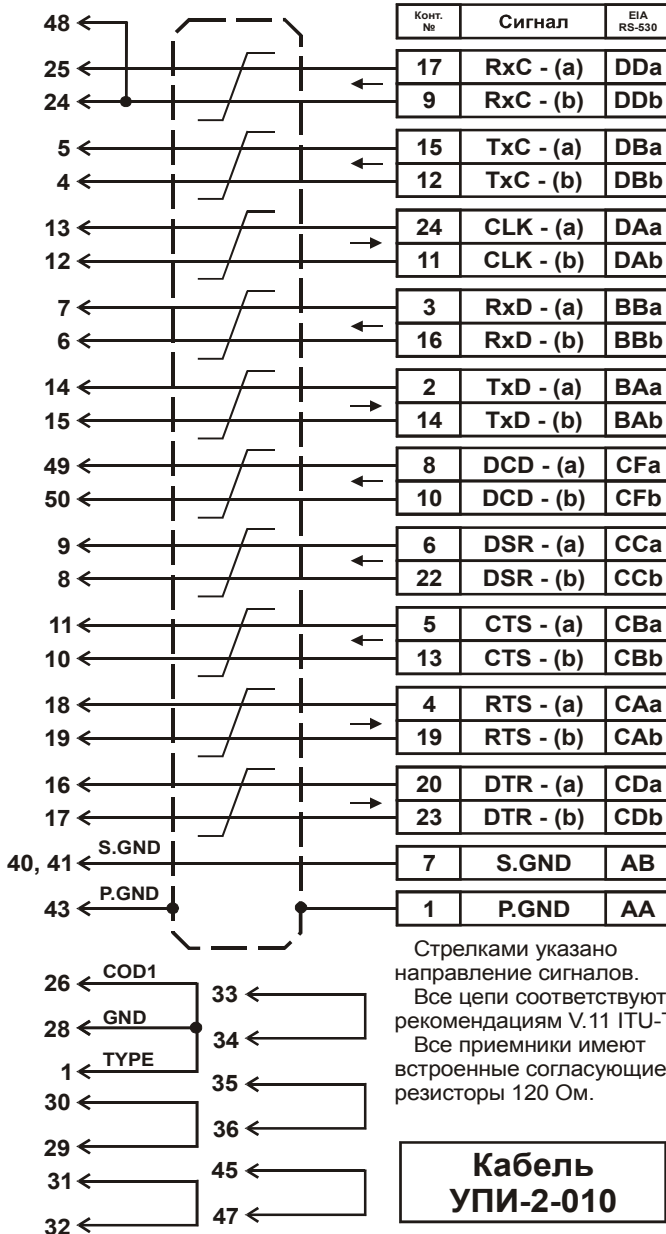 48
Конт. № Сигнал EIA RS-530
25 17 RxC - (a) DDa
24 9 RxC - (b) DDb
5 15 TxC - (a) DBa
4 12 TxC - (b) DBb
13 24 CLK - (a) DAa
12 11 CLK - (b) DAb
7 3 RxD - (a) BBa
6 16 RxD - (b) BBb
14 2 TxD - (a) BAa
15 14 TxD - (b) BAb
49 8 DCD - (a) CFa
50 10 DCD - (b) CFb
9 6 DSR - (a) CCa
8 22 DSR - (b) CCb
11 5 CTS - (a) CBa
10 13 CTS - (b) CBb
18 4 RTS - (a) CAa
19 19 RTS - (b) CAb
16 20 DTR - (a) CDa
17 23 DTR - (b) CDb
40, 41 S.GND 7 S.GND AB
43 P.GND 1 P.GND AA
Стрелками указано
направление сигналов.
Все цепи соответствуют
рекомендациям V.11 ITU-T
Все приемники имеют
встроенные согласующие
резисторы 120 Ом.
26 COD1
28 GND
1 TYPE
30
29
31
32
33
34
35
36
45
47
Кабель
УПИ-2-010